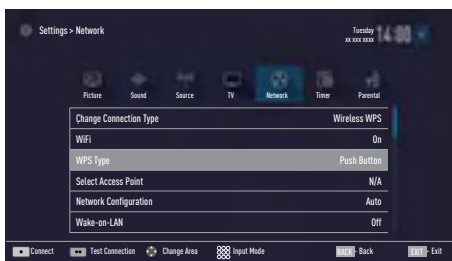 Settings > Network
Tuesday
xx xxx xxxx
14:00
Picture Sound Source TV Network Timer Parental
Change Connection Type Wireless WPS
WiFi On
WPS Type Push Button
Select Access Point N/A
Network Configuration Auto
Wake-on-LAN Off
Connect Test Connection Change Area Input Mode BACK Back EXIT Exit